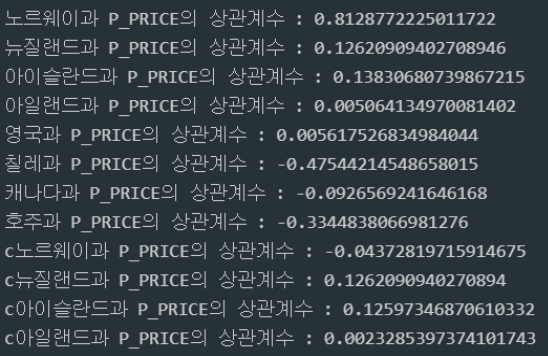 노르웨이과 P_PRICE의 상관계수 : 0.8128772225011722
뉴질랜드과 P_PRICE의 상관계수 : 0.12620909402708946
아이슬란드과 P_PRICE의 상관계수 : 0.13830680739867215
아일랜드과 P_PRICE의 상관계수 : 0.005064134970081402
영국과 P_PRICE의 상관계수 : 0.005617526834984044
칠레과 P_PRICE의 상관계수 : -0.47544214548658015
캐나다과 P_PRICE의 상관계수 : -0.0926569241646168
호주과 P_PRICE의 상관계수 : -0.3344838066981276
c노르웨이과 P_PRICE의 상관계수 : -0.04372819715914675
c뉴질랜드과 P_PRICE의 상관계수 : 0.1262090940270894
c아이슬란드과 P_PRICE의 상관계수 : 0.12597346870610332
c아일랜드과 P_PRICE의 상관계수 : 0.0023285397374101743